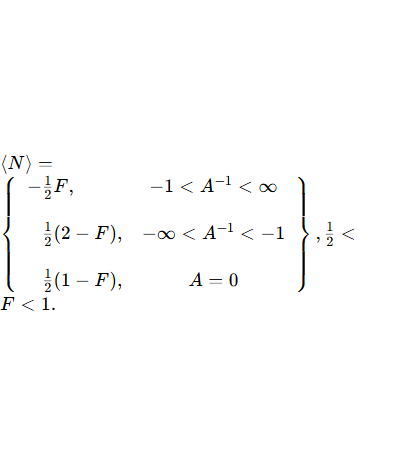 ⟨N⟩ =
{ −½F, −1 < A⁻¹ < ∞
½(2 − F), −∞ < A⁻¹ < −1 } , ½ <
½(1 − F), A = 0
F < 1.